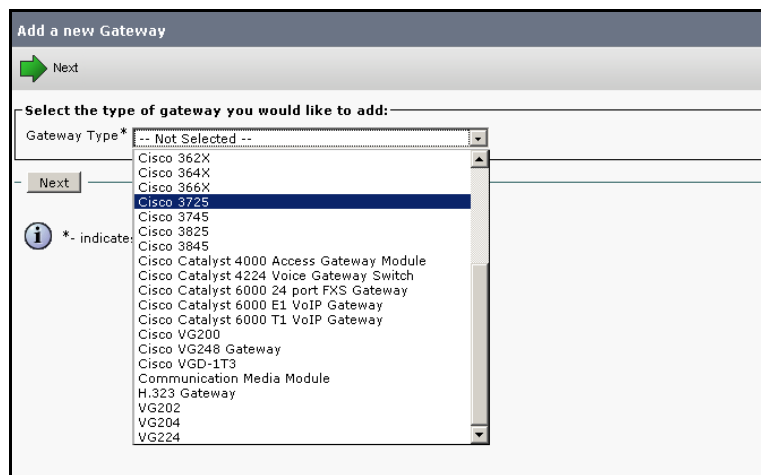 Add a new Gateway
Next
Select the type of gateway you would like to add:
Gateway Type* -- Not Selected --
Cisco 362X
Cisco 364X
Cisco 366X
Cisco 3725
Cisco 3745
Cisco 3825
Cisco 3845
Cisco Catalyst 4000 Access Gateway Module
Cisco Catalyst 4224 Voice Gateway Switch
Cisco Catalyst 6000 24 port FXS Gateway
Cisco Catalyst 6000 E1 VoIP Gateway
Cisco Catalyst 6000 T1 VoIP Gateway
Cisco VG200
Cisco VG248 Gateway
Cisco VGD-1T3
Communication Media Module
H.323 Gateway
VG202
VG204
VG224
Next
*- indicates